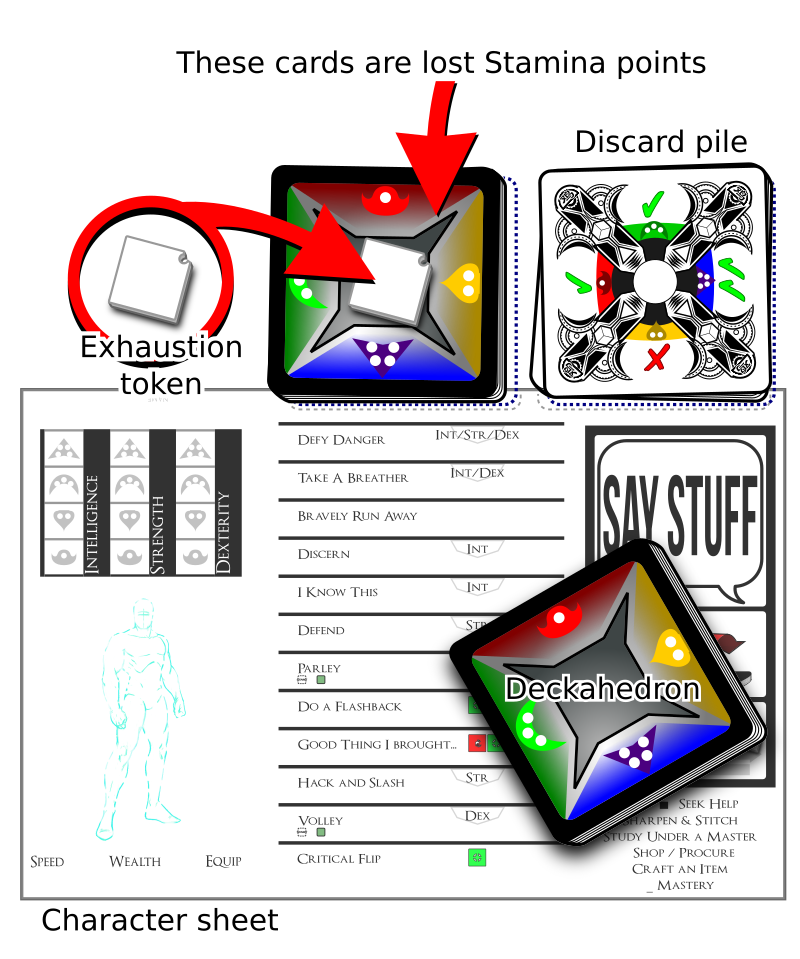 These cards are lost Stamina points
Discard pile
Exhaustion
token
INTELLIGENCE
STRENGTH
DEXTERITY
DEFY DANGER INT/STR/DEX
TAKE A BREATHER INT/DEX
BRAVELY RUN AWAY
DISCERN INT
I KNOW THIS INT
DEFEND STR
PARLEY
DO A FLASHBACK
GOOD THING I BROUGHT...
HACK AND SLASH STR
VOLLEY DEX
CRITICAL FLIP
SAY STUFF
Deckahedron
SEEK HELP
SHARPEN & STITCH
STUDY UNDER A MASTER
SHOP / PROCURE
CRAFT AN ITEM
_ MASTERY
SPEED WEALTH EQUIP
Character sheet